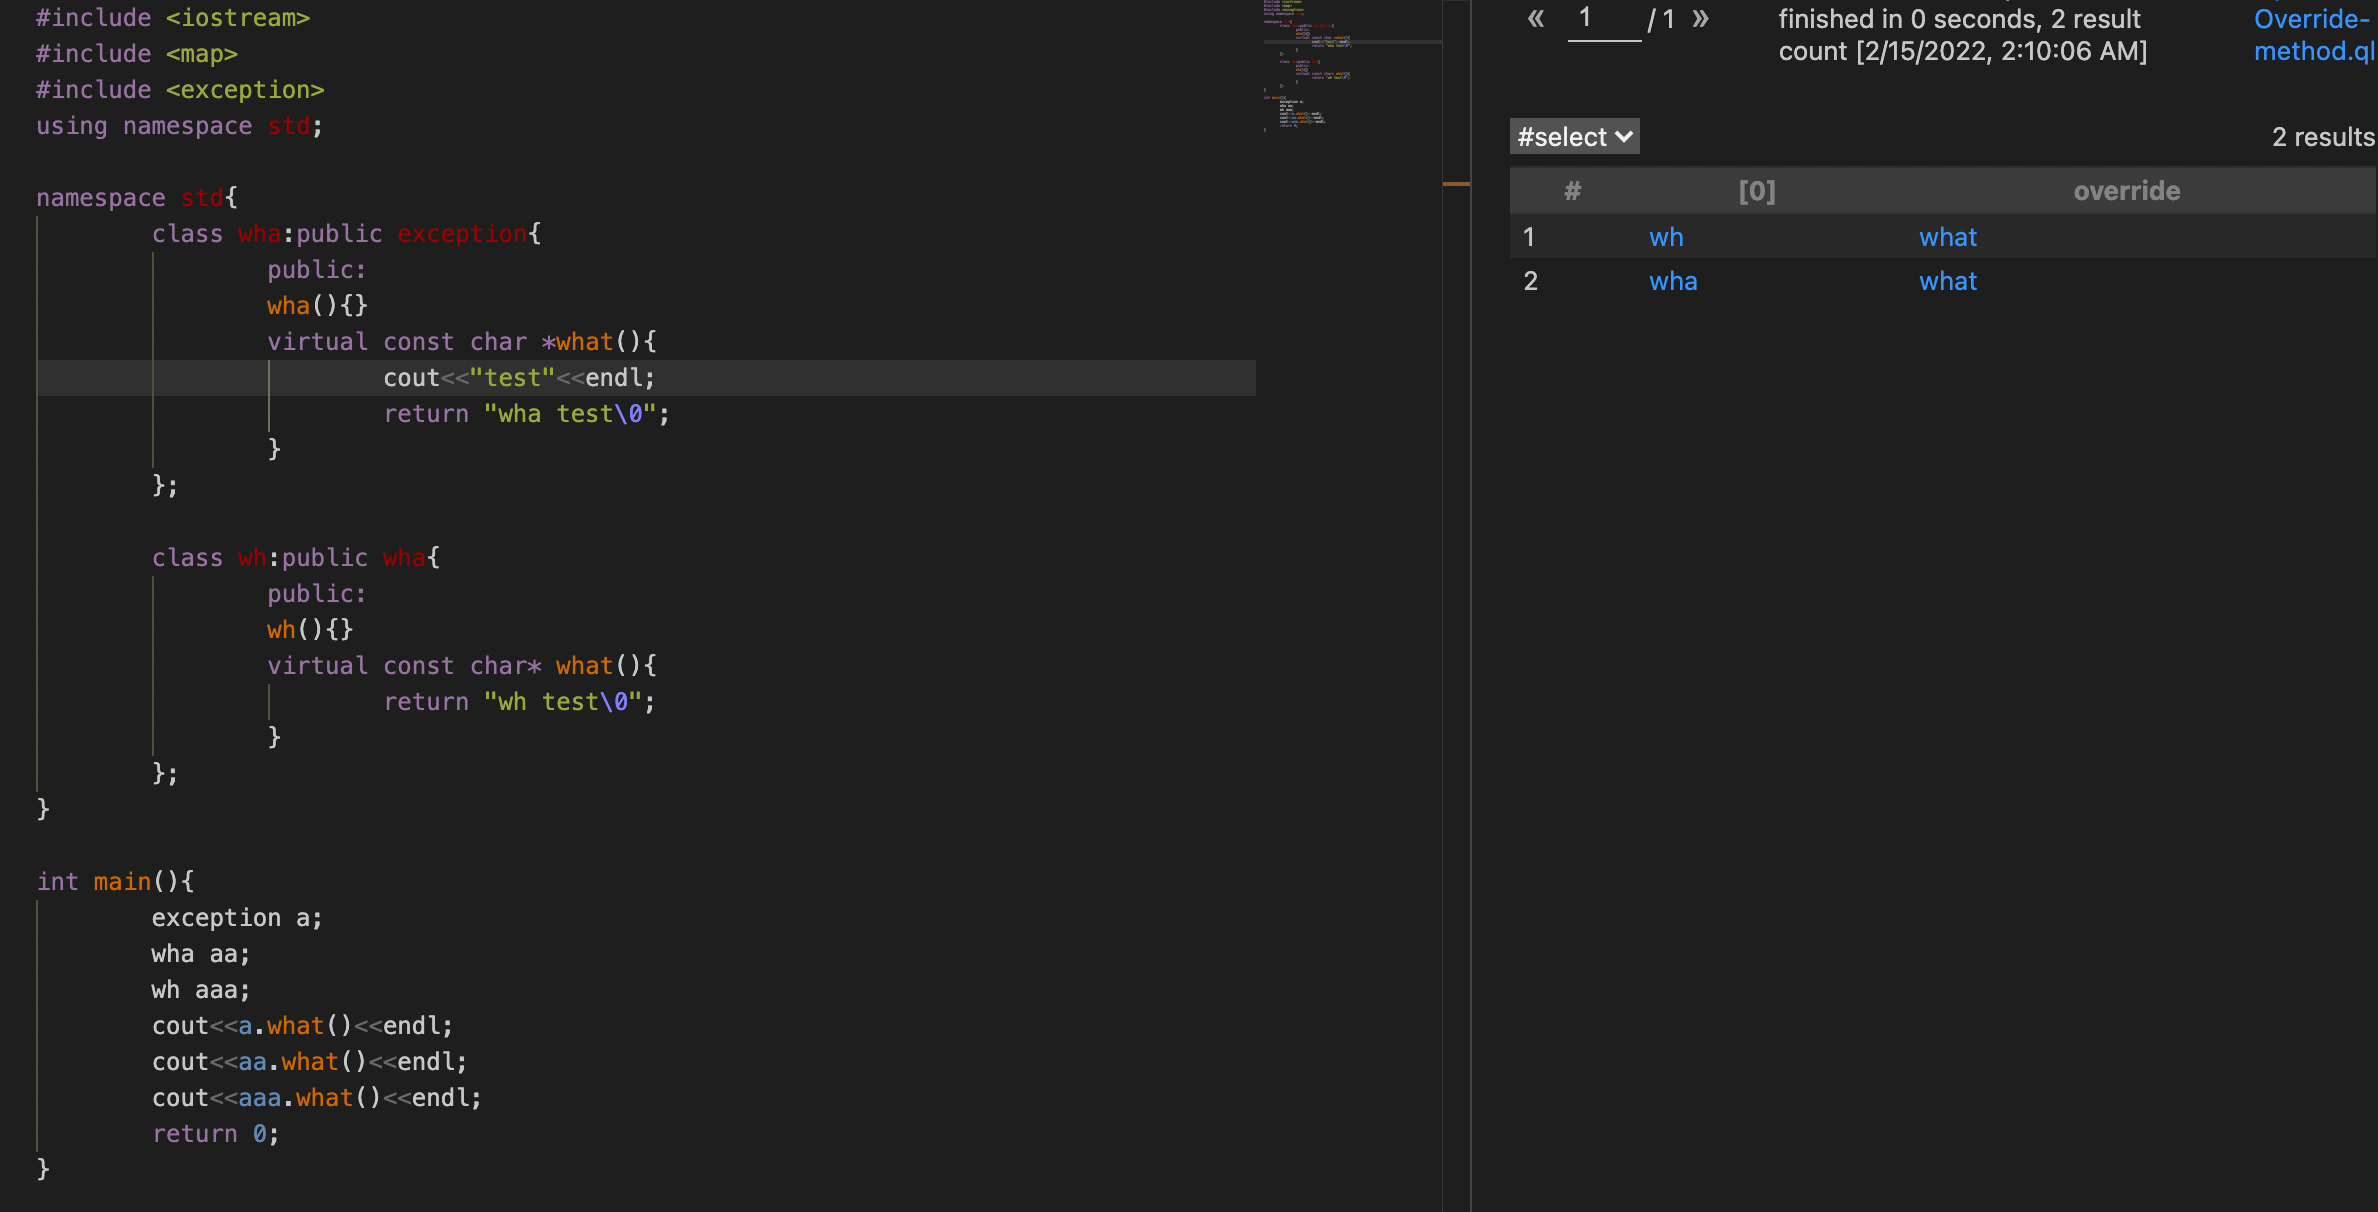 #include <iostream>
#include <map>
#include <exception>
using namespace std;
namespace std{
class wha:public exception{
public:
wha(){}
virtual const char *what(){
cout<<"test"<<endl;
return "wha test\0";
}
};
class wh:public wha{
public:
wh(){}
virtual const char* what(){
return "wh test\0";
}
};
}
int main(){
exception a;
wha aa;
wh aaa;
cout<<a.what()<<endl;
cout<<aa.what()<<endl;
cout<<aaa.what()<<endl;
return 0;
}
« 1 / 1 »
finished in 0 seconds, 2 result
count [2/15/2022, 2:10:06 AM]
Override-
method.ql
#select
2 results
# [0] override
1 wh what
2 wha what